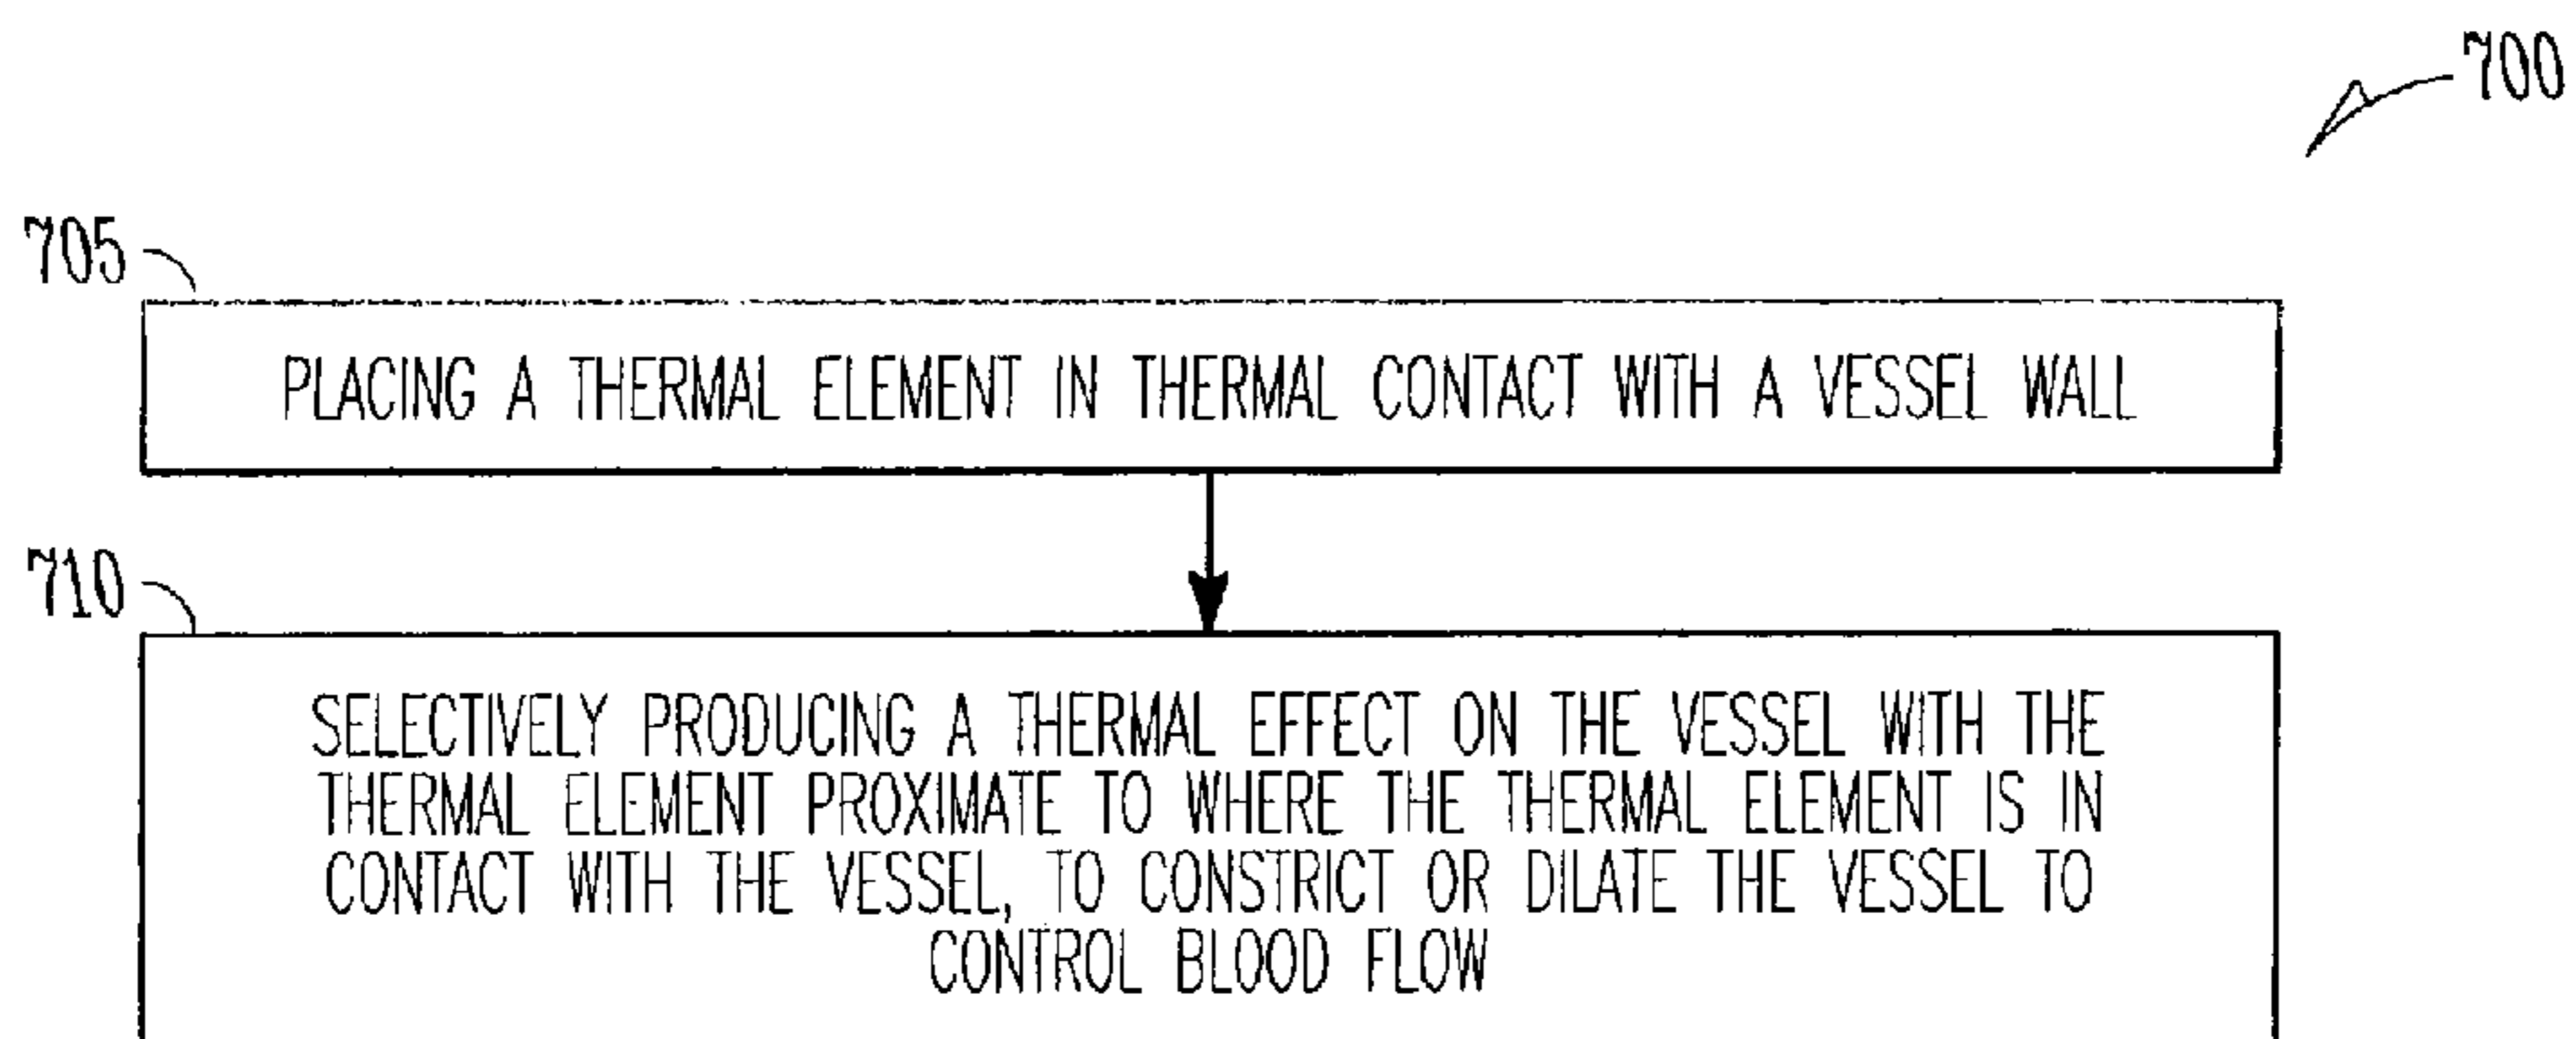 700
705
PLACING A THERMAL ELEMENT IN THERMAL CONTACT WITH A VESSEL WALL
710
SELECTIVELY PRODUCING A THERMAL EFFECT ON THE VESSEL WITH THE
THERMAL ELEMENT PROXIMATE TO WHERE THE THERMAL ELEMENT IS IN
CONTACT WITH THE VESSEL, TO CONSTRICT OR DILATE THE VESSEL TO
CONTROL BLOOD FLOW